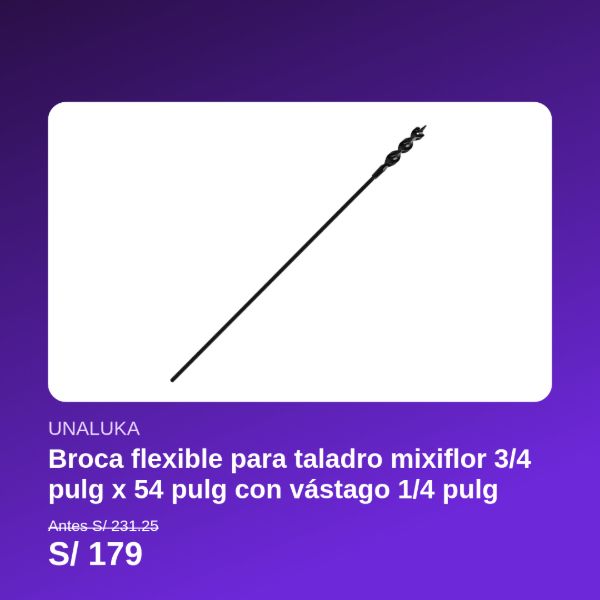 UNALUKA
Broca flexible para taladro mixiflor 3/4
pulg x 54 pulg con vástago 1/4 pulg
Antes S/ 231.25
S/ 179